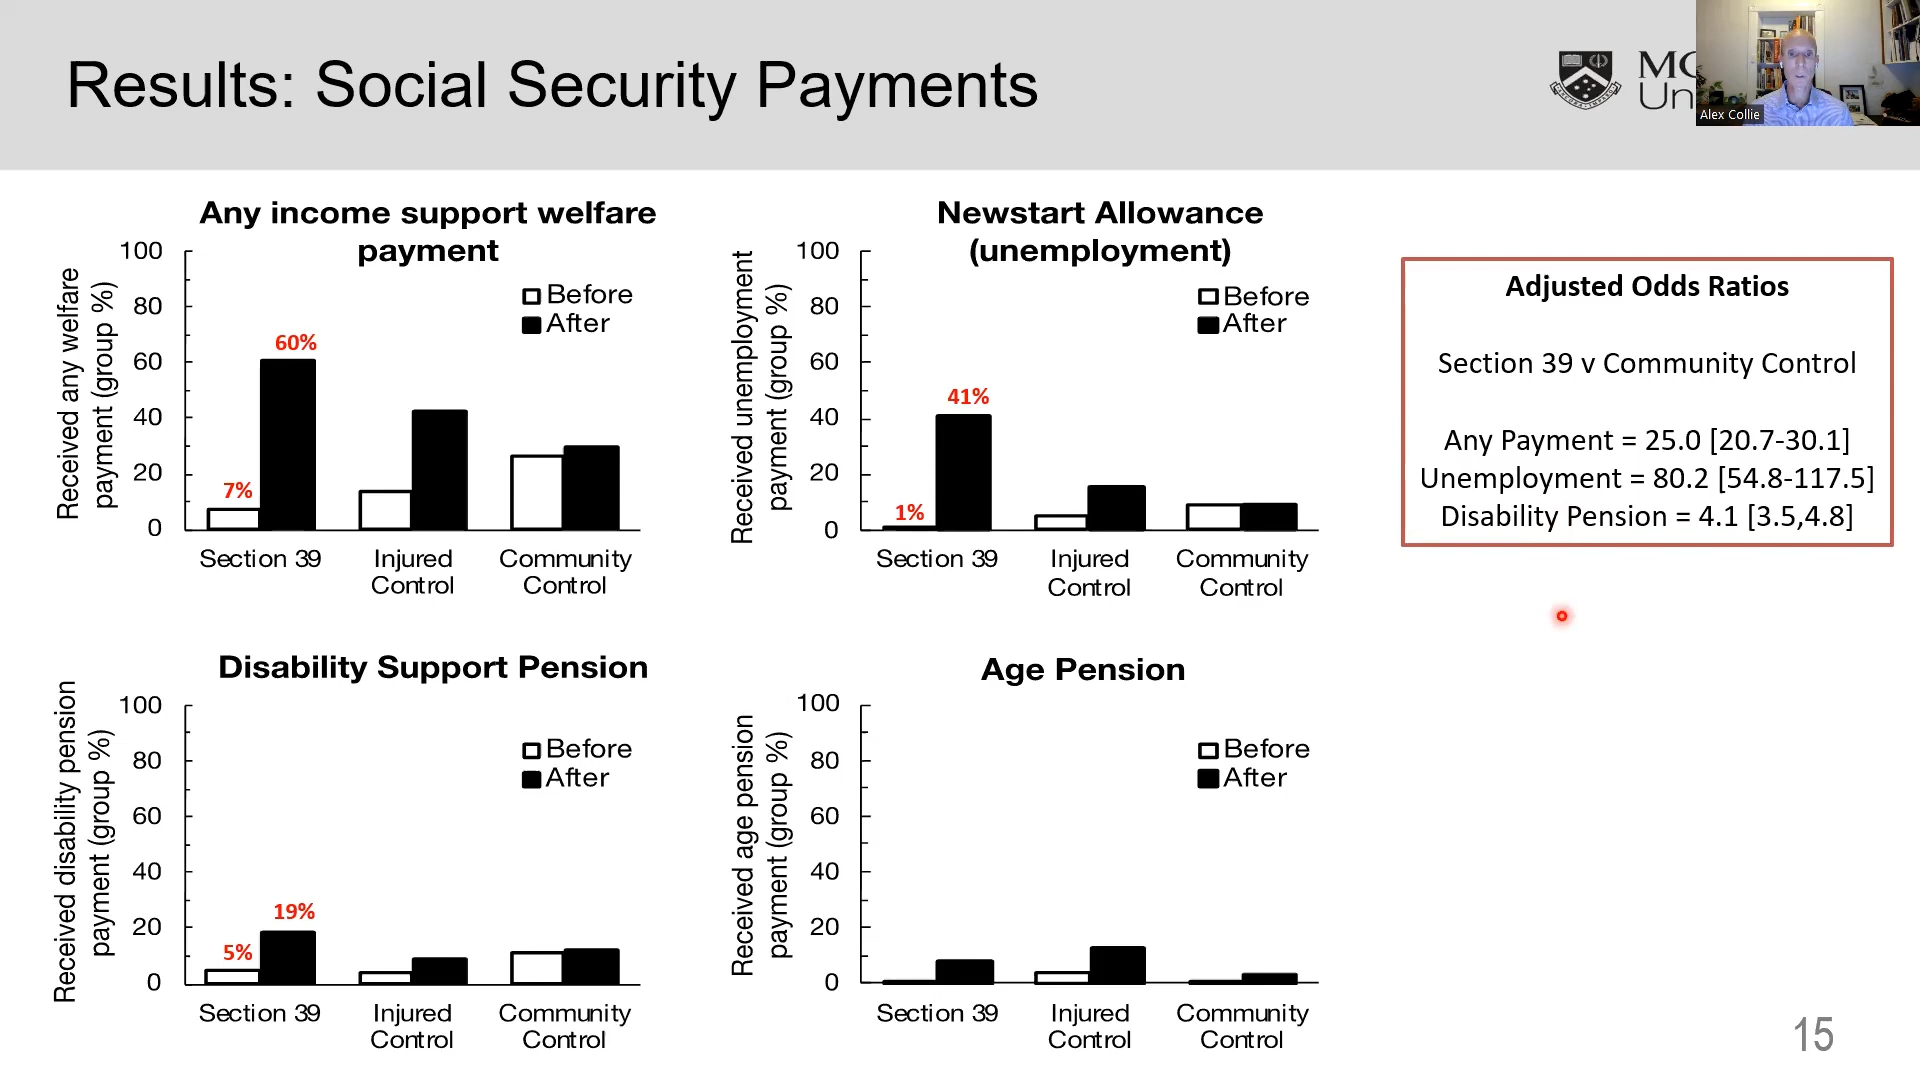 Results: Social Security Payments
Alex Collie
Any income support welfare
payment
Received any welfare
payment (group %)
100
80
60
40
20
0
Before
After
7%
60%
Section 39
Injured
Control
Community
Control
Newstart Allowance
(unemployment)
Received unemployment
payment (group %)
100
80
60
40
20
0
Before
After
1%
41%
Section 39
Injured
Control
Community
Control
Adjusted Odds Ratios
Section 39 v Community Control
Any Payment = 25.0 [20.7-30.1]
Unemployment = 80.2 [54.8-117.5]
Disability Pension = 4.1 [3.5,4.8]
Disability Support Pension
Received disability pension
payment (group %)
100
80
60
40
20
0
Before
After
5%
19%
Section 39
Injured
Control
Community
Control
Age Pension
Received age pension
payment (group %)
100
80
60
40
20
0
Before
After
Section 39
Injured
Control
Community
Control
15